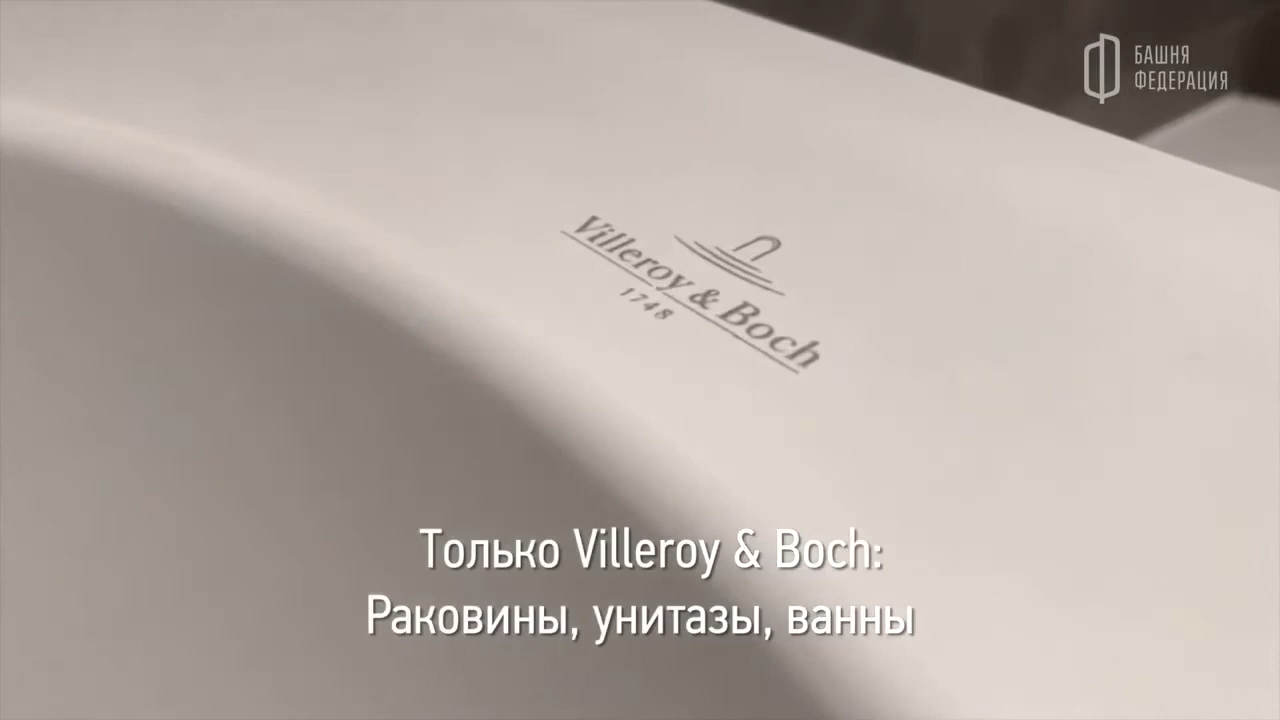 БАШНЯ
ФЕДЕРАЦИЯ
Villeroy & Boch
1748
Только Villeroy & Boch:
Раковины, унитазы, ванны